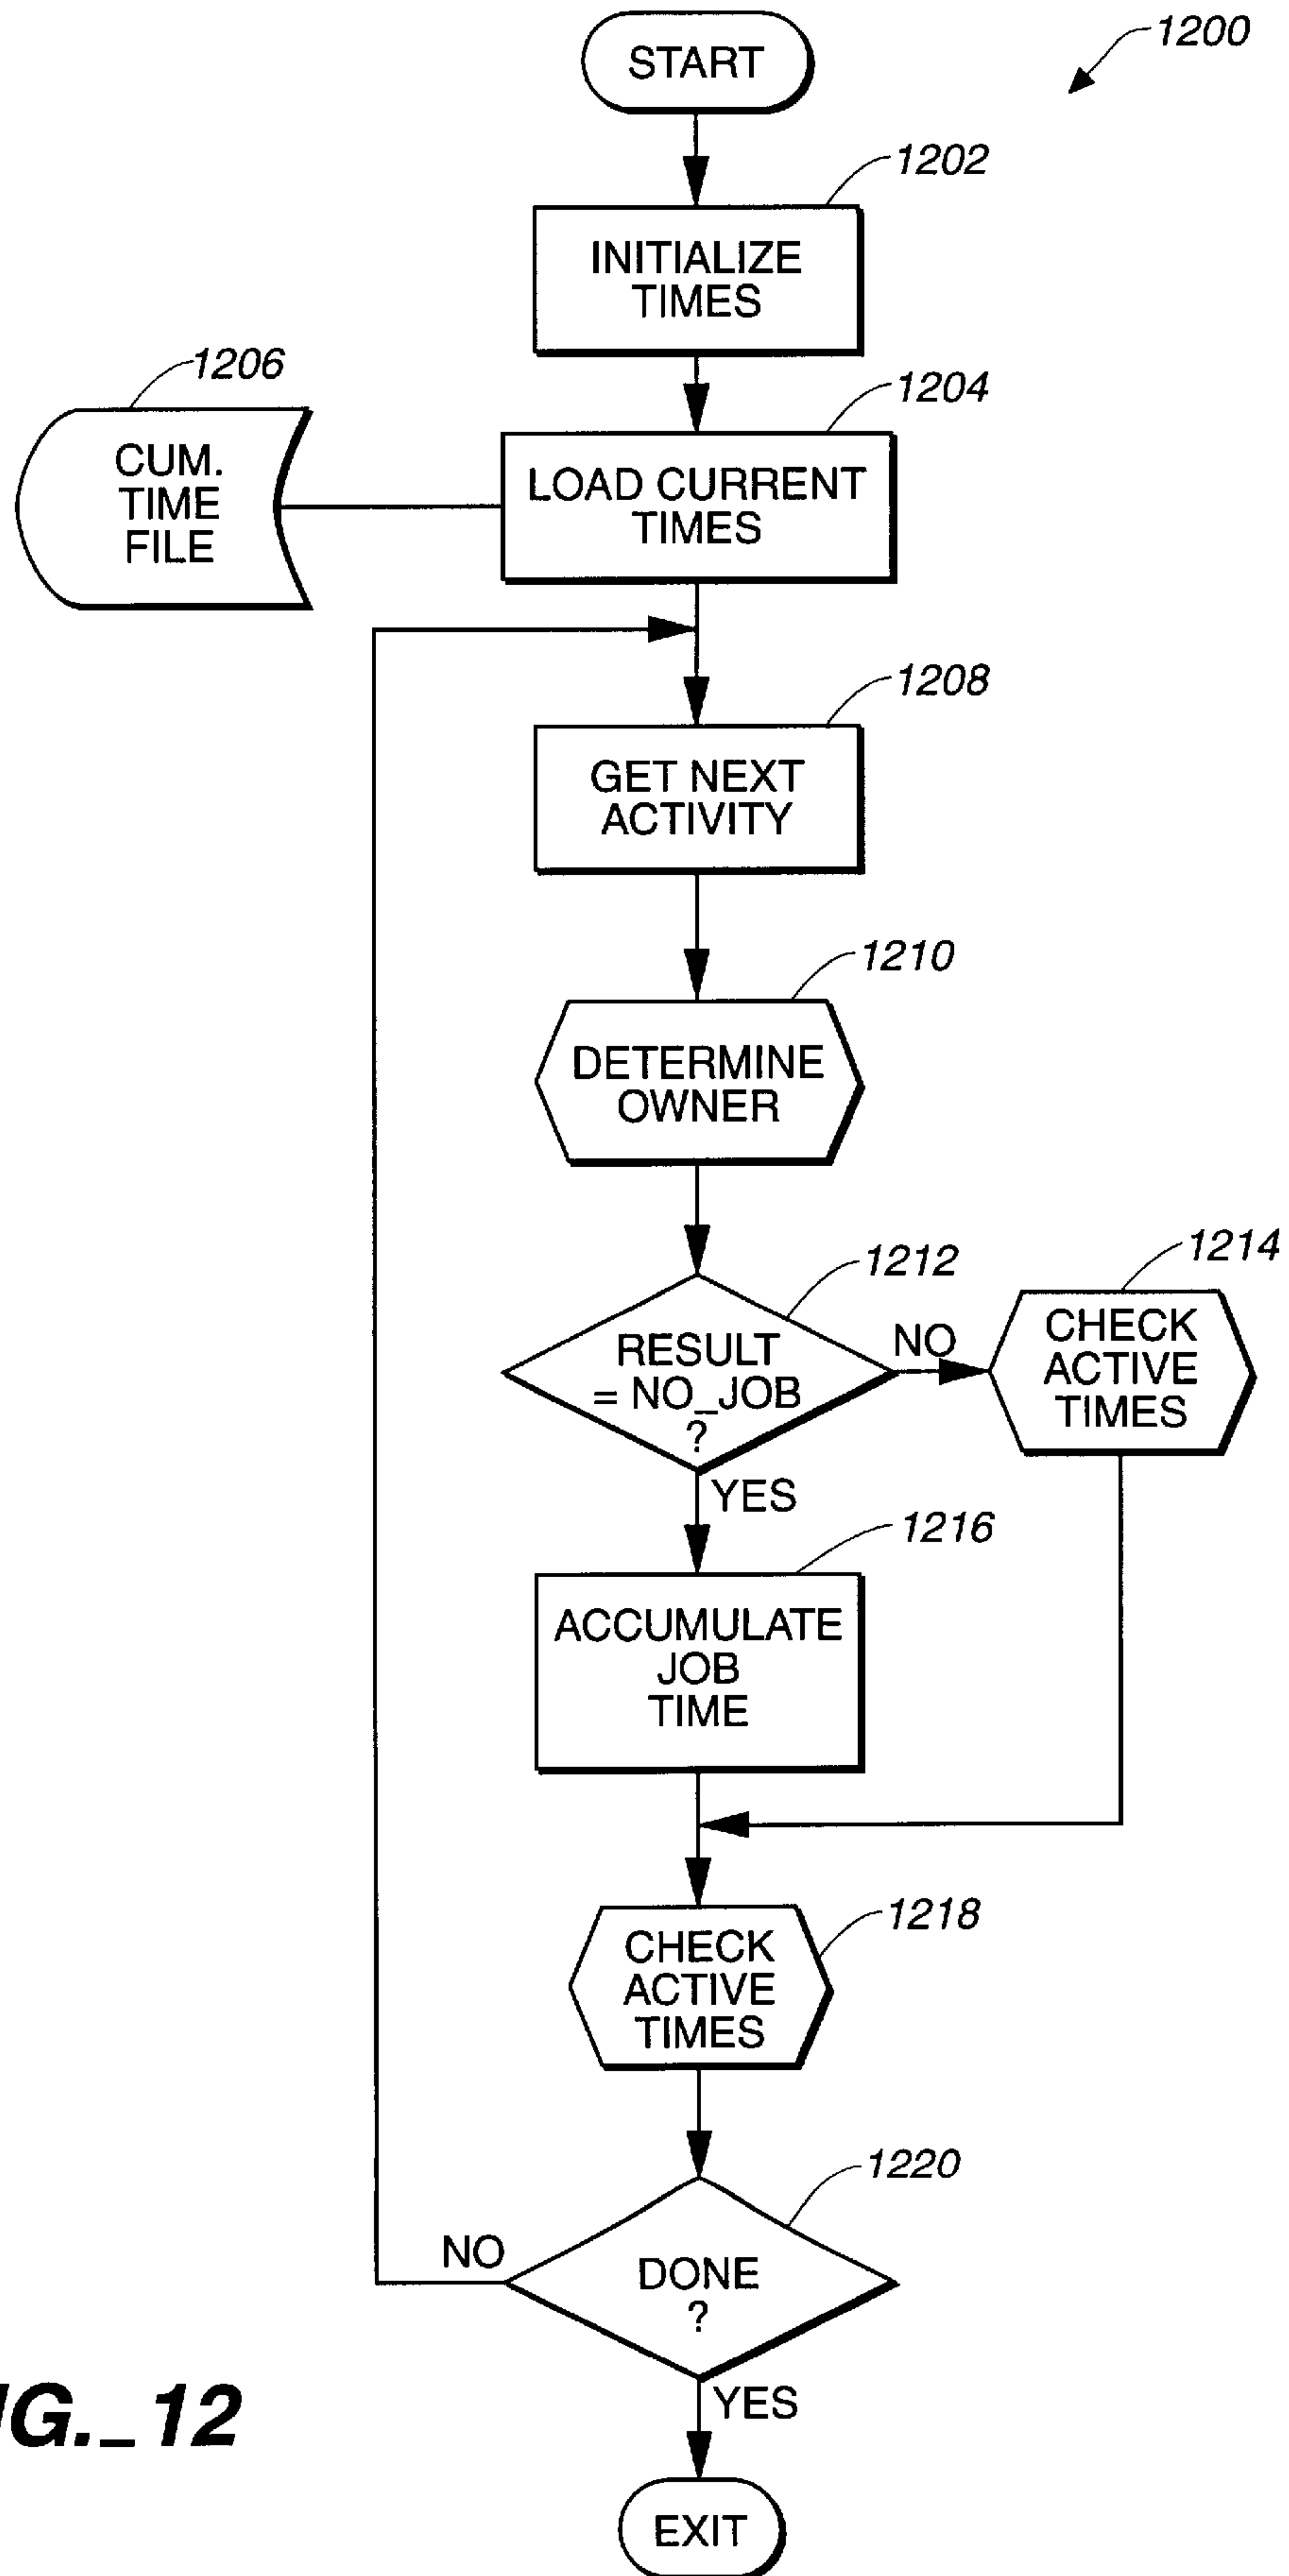 START
1200
1202
INITIALIZE
TIMES
1206
1204
CUM.
TIME
FILE
LOAD CURRENT
TIMES
1208
GET NEXT
ACTIVITY
1210
DETERMINE
OWNER
1212
1214
RESULT
= NO_JOB
?
NO
CHECK
ACTIVE
TIMES
YES
1216
ACCUMULATE
JOB
TIME
1218
CHECK
ACTIVE
TIMES
1220
NO
DONE
?
YES
IG._12
EXIT